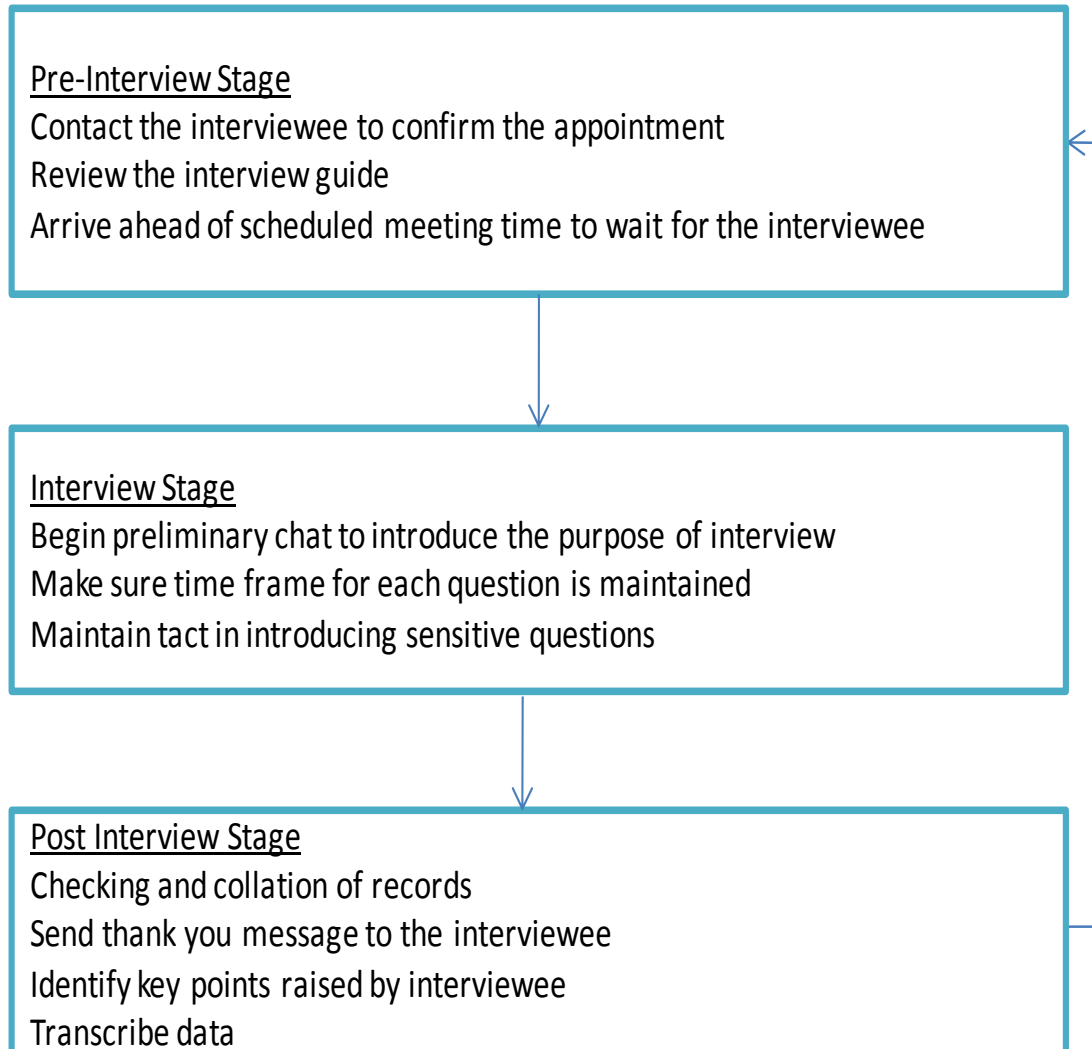 Pre-Interview Stage
Contact the interviewee to confirm the appointment
Review the interview guide
Arrive ahead of scheduled meeting time to wait for the interviewee
Interview Stage
Begin preliminary chat to introduce the purpose of interview
Make sure time frame for each question is maintained
Maintain tact in introducing sensitive questions
Post Interview Stage
Checking and collation of records
Send thank you message to the interviewee
Identify key points raised by interviewee
Transcribe data